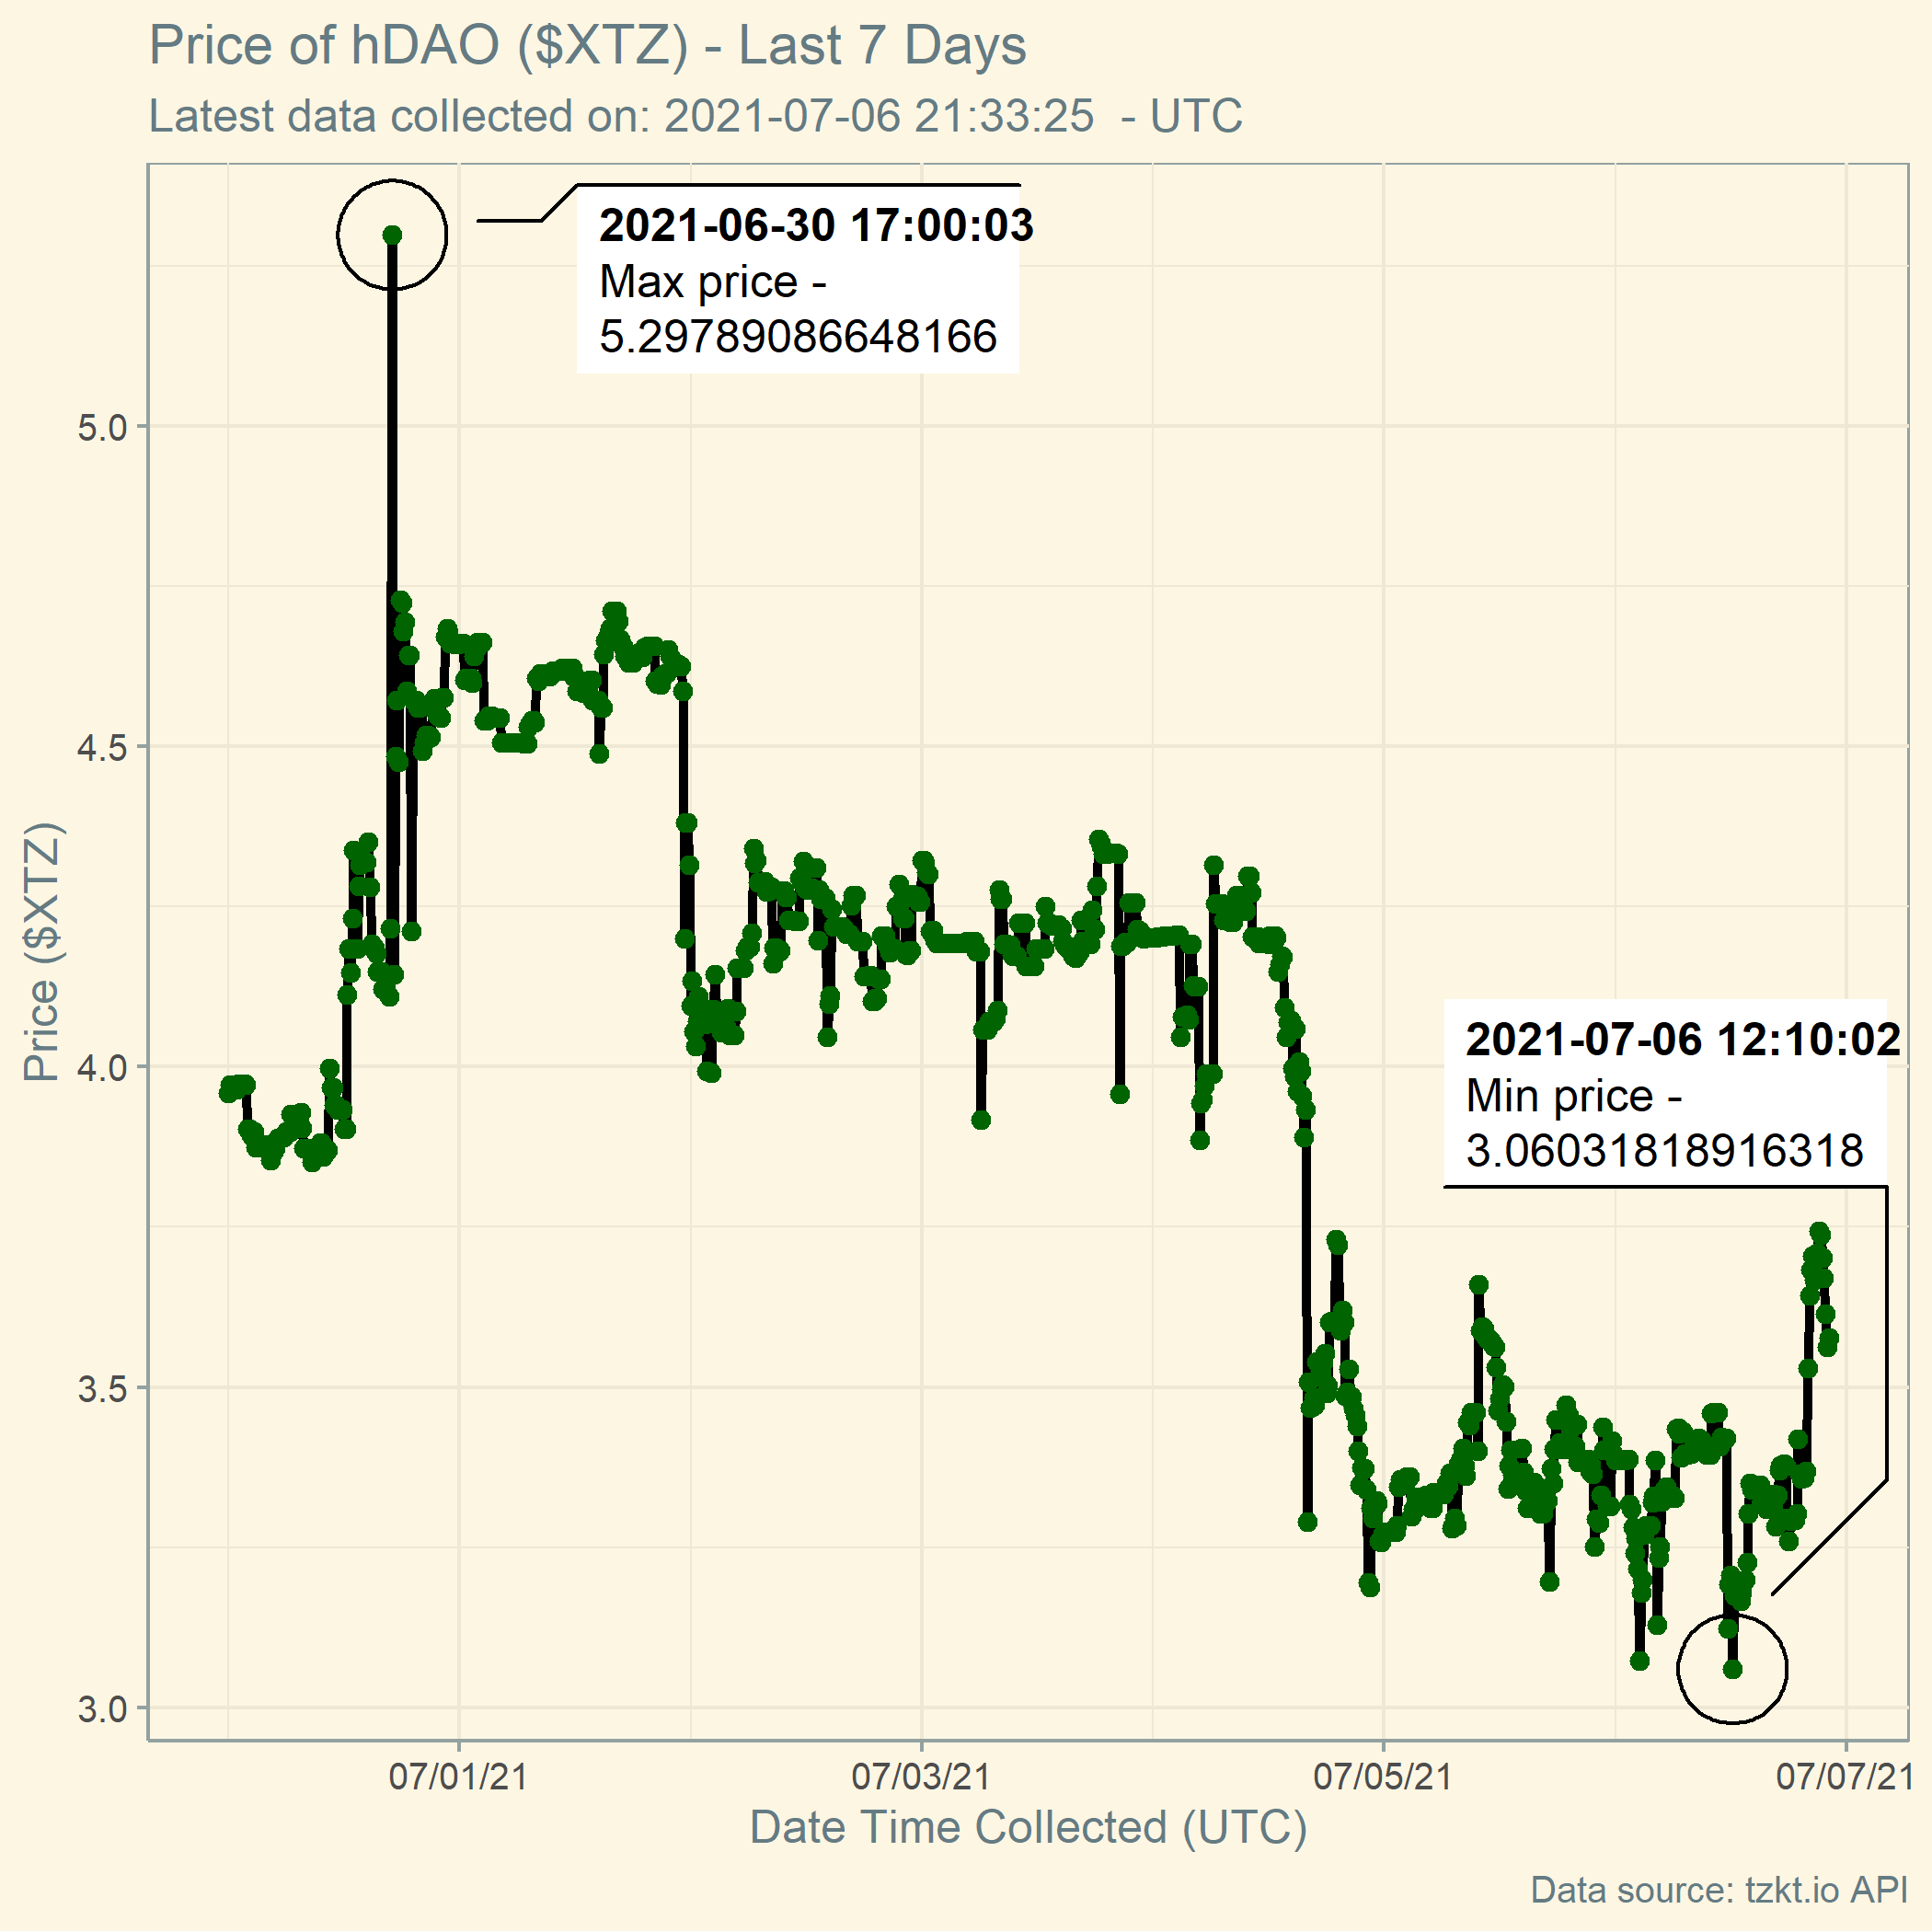 Price of hDAO ($XTZ) - Last 7 Days
Latest data collected on: 2021-07-06 21:33:25  - UTC
2021-06-30 17:00:03
Max price -
5.29789086648166
2021-07-06 12:10:02
Min price -
3.06031818916318
Price ($XTZ)
5.0
4.5
4.0
3.5
3.0
07/01/21
07/03/21
07/05/21
07/07/21
Date Time Collected (UTC)
Data source: tzkt.io API